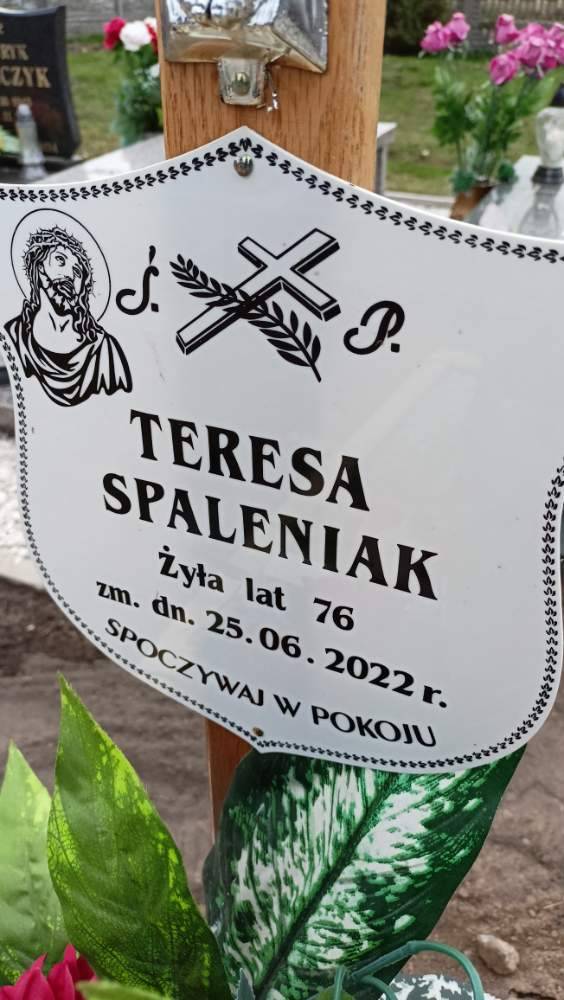 Ś. P.
TERESA
SPALENIAK
Żyła lat 76
zm. dn. 25.06.2022 r.
SPOCZYWAJ W POKOJU